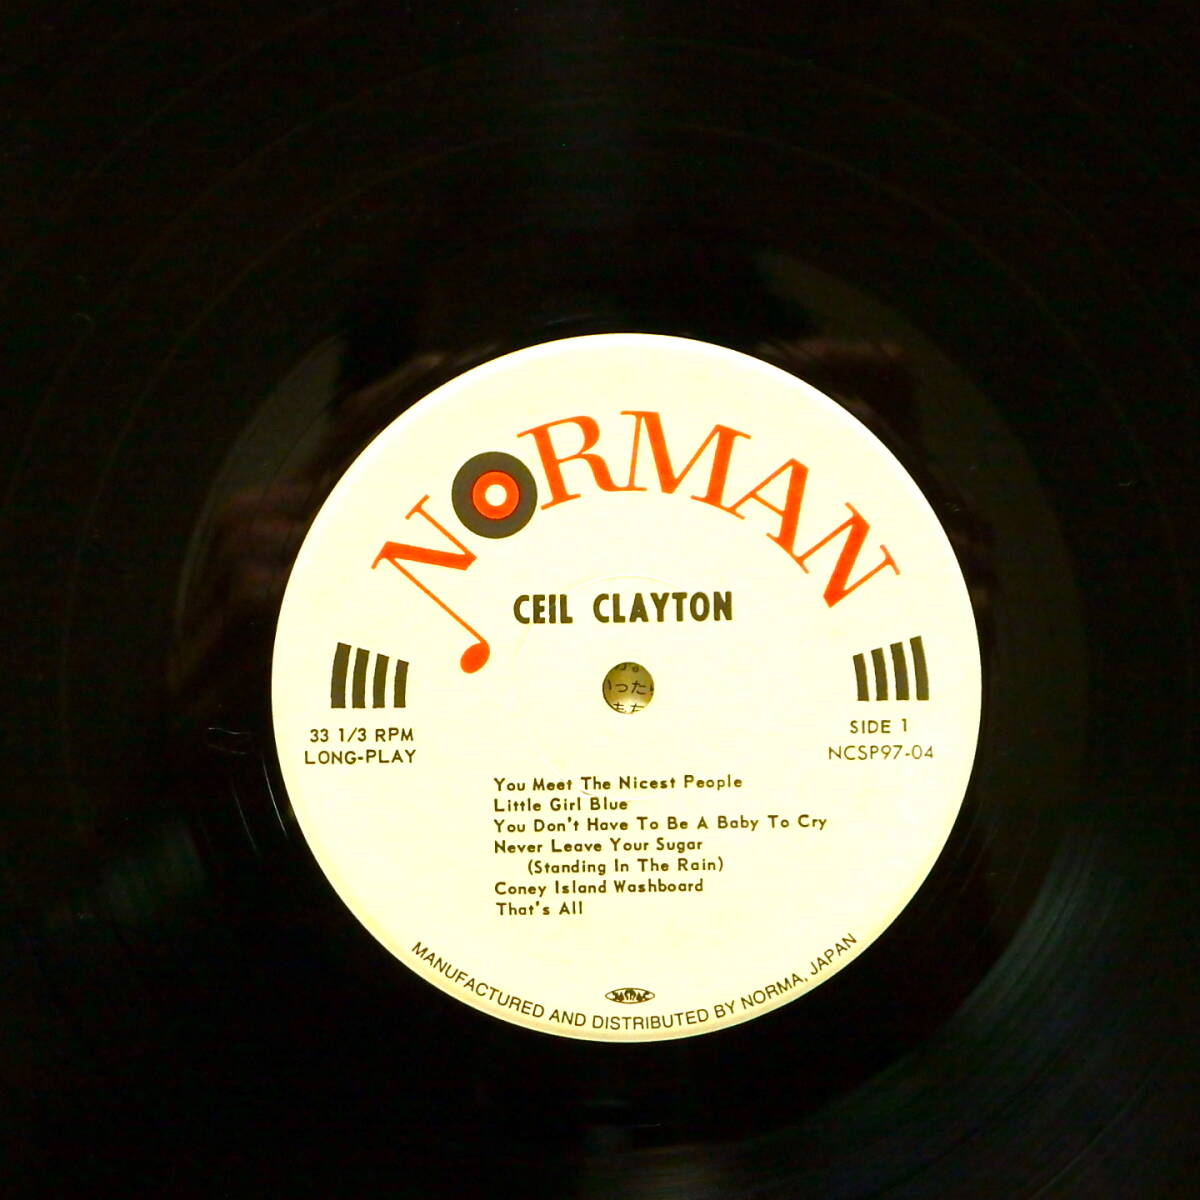 NORMAN
CEIL CLAYTON
33 1/3 RPM
LONG-PLAY
SIDE 1
NCSP97-04
You Meet The Nicest People
Little Girl Blue
You Don't Have To Be A Baby To Cry
Never Leave Your Sugar
(Standing In The Rain)
Coney Island Washboard
That's All
JASRAC
MANUFACTURED AND DISTRIBUTED BY NORMA, JAPAN